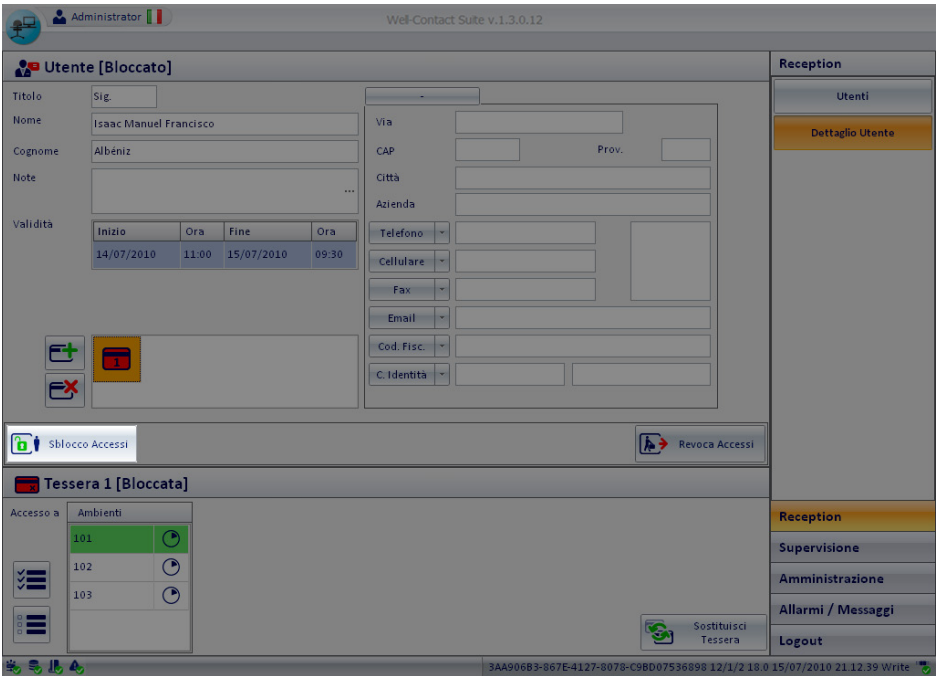 Administrator
Well-Contact Suite v.1.3.0.12
Utente [Bloccato]
Titolo
Sig.
Nome
Isaac Manuel Francisco
Cognome
Albéniz
Note
...
Validità
Inizio Ora Fine Ora
14/07/2010 11:00 15/07/2010 09:30
1
-
Via
CAP
Prov.
Città
Azienda
Telefono
Cellulare
Fax
Email
Cod. Fisc.
C. Identità
Sblocco Accessi
Revoca Accessi
Tessera 1 [Bloccata]
Accesso a
Ambienti
101
102
103
Sostituisci
Tessera
Reception
Utenti
Dettaglio Utente
Reception
Supervisione
Amministrazione
Allarmi / Messaggi
Logout
3AA906B3-867E-4127-8078-C9BD07536898 12/1/2 18.0 15/07/2010 21.12.39 Write